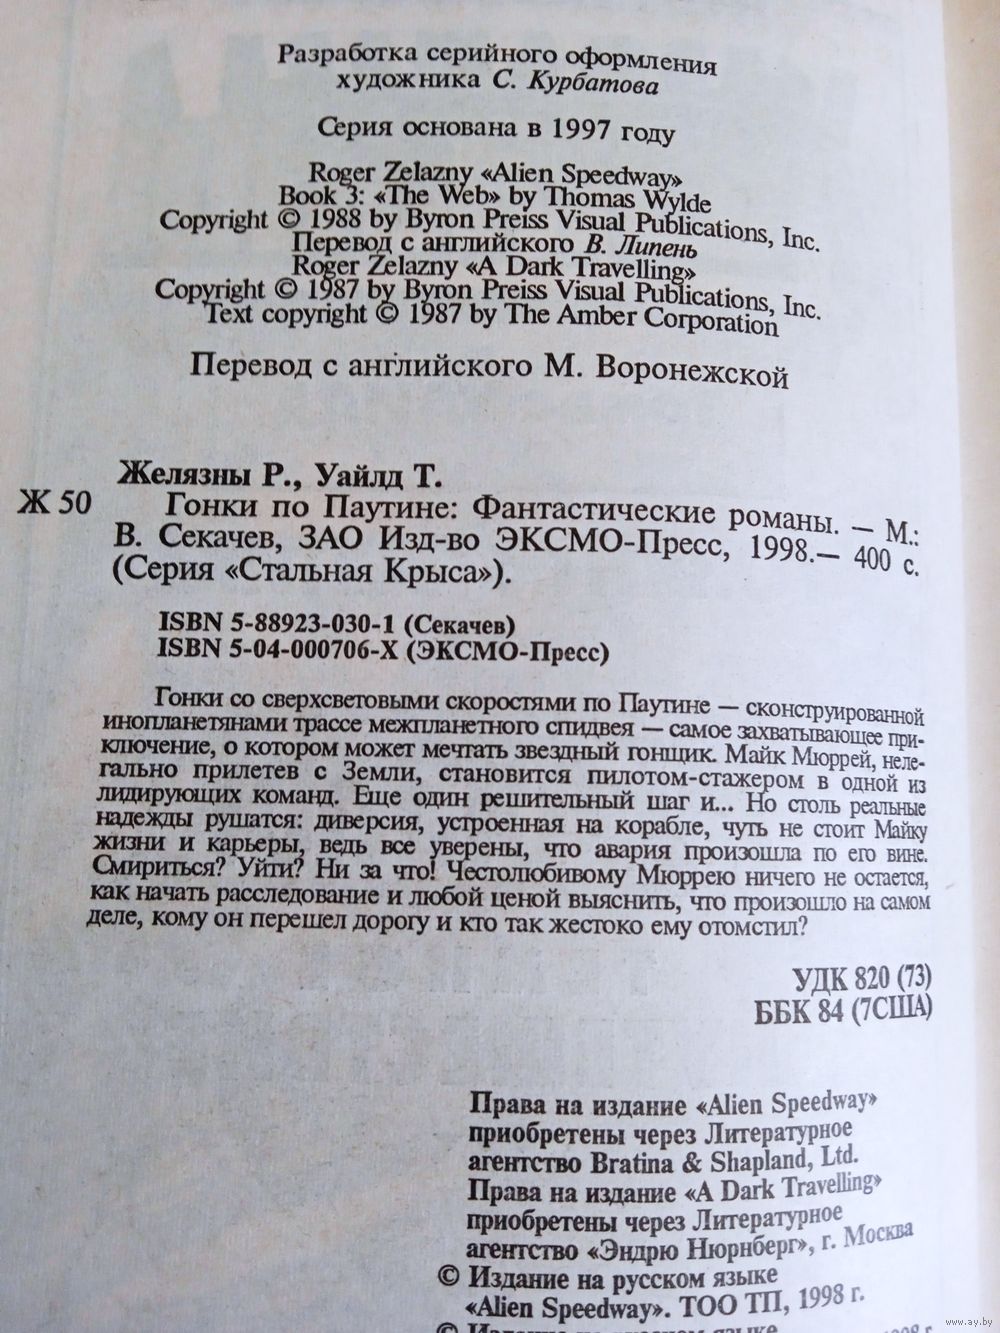 Разработка серийного оформления
художника С. Курбатова
Серия основана в 1997 году
Roger Zelazny «Alien Speedway»
Book 3: «The Web» by Thomas Wylde
Copyright © 1988 by Byron Preiss Visual Publications, Inc.
Перевод с английского В. Липень
Roger Zelazny «A Dark Travelling»
Copyright © 1987 by Byron Preiss Visual Publications, Inc.
Text copyright © 1987 by The Amber Corporation
Перевод с английского М. Воронежской
Желязны Р., Уайлд Т.
Ж 50 Гонки по Паутине: Фантастические романы. — М.:
В. Секачев, ЗАО Изд-во ЭКСМО-Пресс, 1998.— 400 с.
(Серия «Стальная Крыса»).
ISBN 5-88923-030-1 (Секачев)
ISBN 5-04-000706-X (ЭКСМО-Пресс)
Гонки со сверхсветовыми скоростями по Паутине — сконструированной
инопланетянами трассе межпланетного спидвея — самое захватывающее при-
ключение, о котором может мечтать звездный гонщик. Майк Мюррей, неле-
гально прилетев с Земли, становится пилотом-стажером в одной из
лидирующих команд. Еще один решительный шаг и... Но столь реальные
надежды рушатся: диверсия, устроенная на корабле, чуть не стоит Майку
жизни и карьеры, ведь все уверены, что авария произошла по его вине.
Смириться? Уйти? Ни за что! Честолюбивому Мюррею ничего не остается,
как начать расследование и любой ценой выяснить, что произошло на самом
деле, кому он перешел дорогу и кто так жестоко ему отомстил?
УДК 820 (73)
ББК 84 (7США)
Права на издание «Alien Speedway»
приобретены через Литературное
агентство Bratina & Shapland, Ltd.
Права на издание «A Dark Travelling»
приобретены через Литературное
агентство «Эндрю Нюрнберг», г. Москва
© Издание на русском языке
«Alien Speedway». ТОО ТП, 1998 г.
www.ay.by